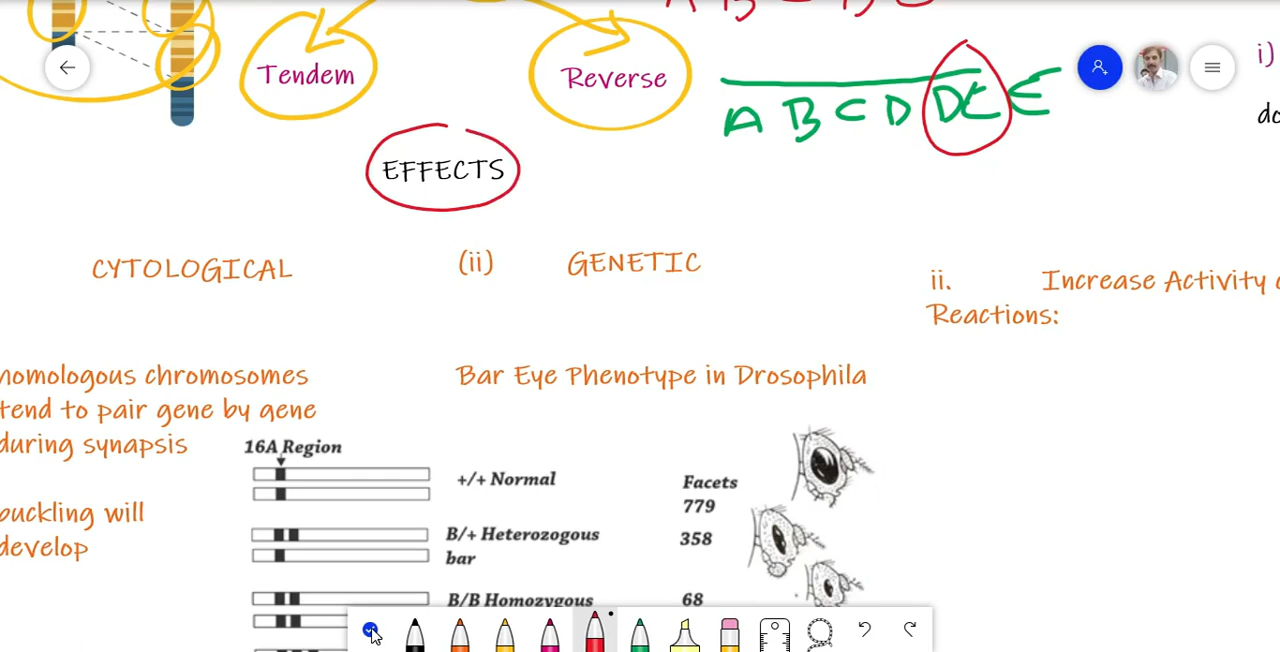 Tendem
Reverse
A B C D DE E
i)
EFFECTS
CYTOLOGICAL
(ii) GENETIC
ii. Increase Activity
Reactions:
homologous chromosomes
tend to pair gene by gene
during synapsis
buckling will
develop
Bar Eye Phenotype in Drosophila
16A Region
+/+ Normal
Facets
779
B/+ Heterozogous
bar
358
B/B Homozygous
68